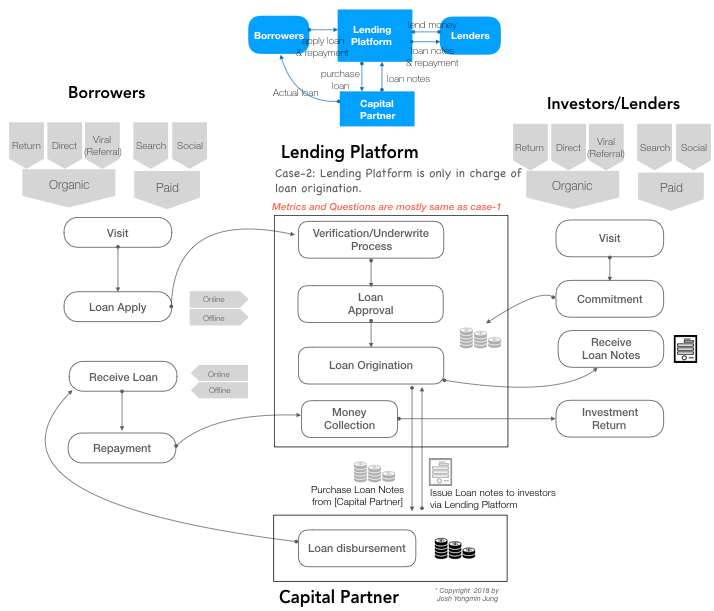 Borrowers
apply loan
& repayment
Lending
Platform
lend money
Lenders
loan notes
& repayment
purchase
loan
loan notes
Actual loan
Capital
Partner
Borrowers
Return
Direct
Viral
(Referral)
Search
Social
Organic
Paid
Lending Platform
Case-2: Lending Platform is only in charge of
loan origination.
Metrics and Questions are mostly same as case-1
Investors/Lenders
Return
Direct
Viral
(Referral)
Search
Social
Organic
Paid
Visit
Loan Apply
Online
Offline
Receive Loan
Online
Offline
Repayment
Verification/Underwrite
Process
Loan
Approval
Loan Origination
Money
Collection
Visit
Commitment
Receive
Loan Notes
Investment
Return
Purchase Loan Notes
from [Capital Partner]
Issue Loan notes to investors
via Lending Platform
Loan disbursement
Capital Partner
* Copyright 2018 by
Josh Yongmin Jung